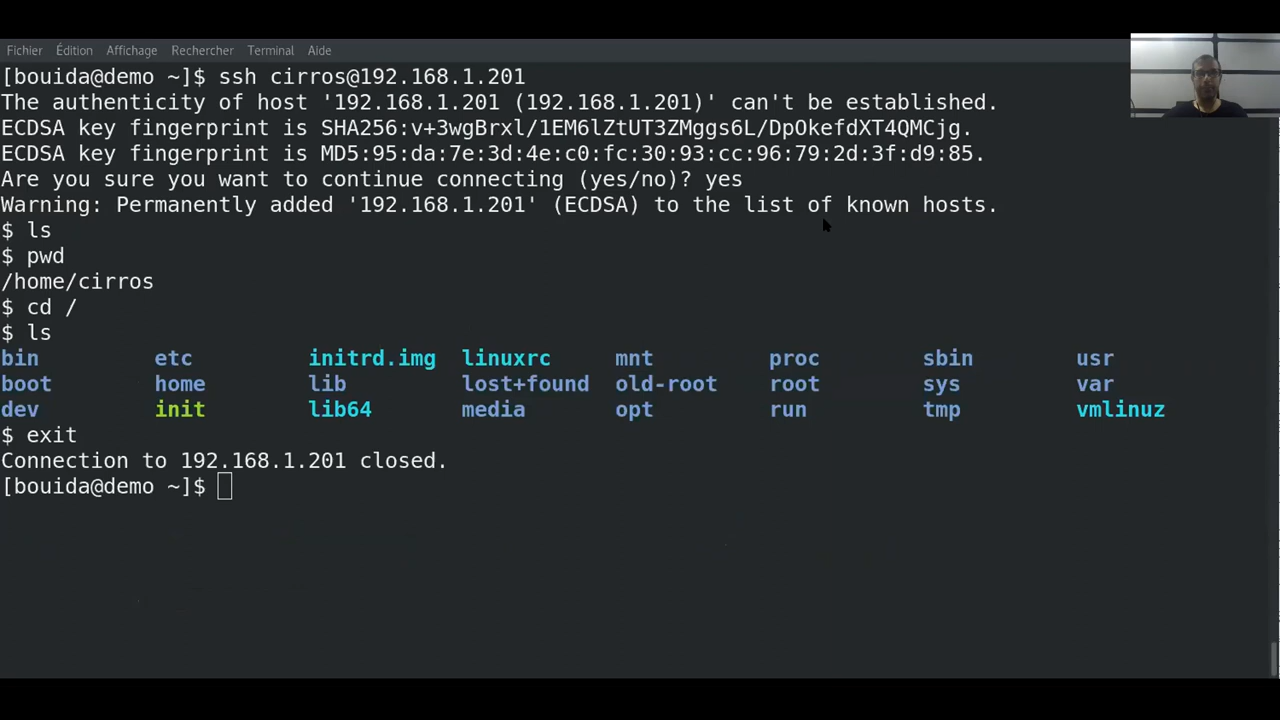 Fichier Édition Affichage Rechercher Terminal Aide
[bouida@demo ~]$ ssh cirros@192.168.1.201
The authenticity of host '192.168.1.201 (192.168.1.201)' can't be established.
ECDSA key fingerprint is SHA256:v+3wgBrxl/1EM6lZtUT3ZMggs6L/DpOkefdXT4QMCjg.
ECDSA key fingerprint is MD5:95:da:7e:3d:4e:c0:fc:30:93:cc:96:79:2d:3f:d9:85.
Are you sure you want to continue connecting (yes/no)? yes
Warning: Permanently added '192.168.1.201' (ECDSA) to the list of known hosts.
$ ls
$ pwd
/home/cirros
$ cd /
$ ls
bin etc initrd.img linuxrc mnt proc sbin usr
boot home lib lost+found old-root root sys var
dev init lib64 media opt run tmp vmlinuz
$ exit
Connection to 192.168.1.201 closed.
[bouida@demo ~]$